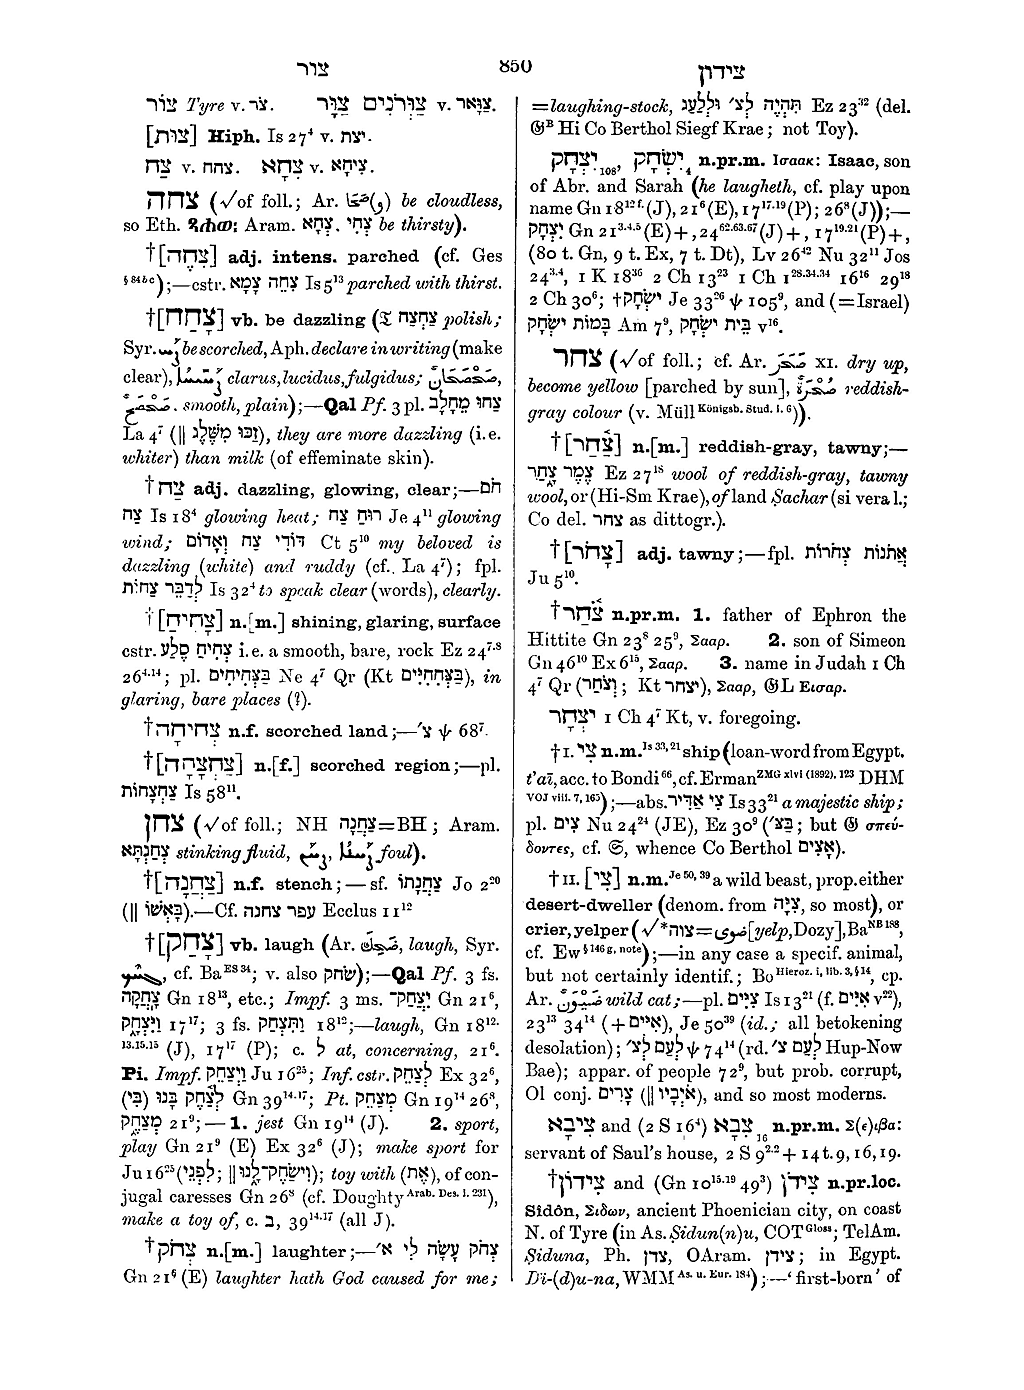 צור 850 צידון
צוֹר Tyre v. צֹר. צַוְּרֹנִים צַוָּר v. צַוָּאר.
[צות] Hiph. Is 27⁴ v. יצת.
צַח v. צחח. צְחָא v. צִיחָא.
צחה (√of foll.; Ar. be cloudless,
so Eth. Aram. צְחִי, צְחָא be thirsty).
†[צִחֶה] adj. intens. parched (cf. Ges
§ 84 b c);—cstr. צִחֵה צָמָא Is 5¹³ parched with thirst.
†[צָחַח] vb. be dazzling (𝔗 צַחְצַח polish;
Syr. be scorched, Aph. declare in writing (make
clear), clarus, lucidus, fulgidus;
smooth, plain);—Qal Pf. 3 pl. צַחוּ מֵחָלָב
La 4⁷ (|| זַכּוּ מִשֶּׁלֶג), they are more dazzling (i.e.
whiter) than milk (of effeminate skin).
†צַח adj. dazzling, glowing, clear;—חֹם
צַח Is 18⁴ glowing heat; רוּחַ צַח Je 4¹¹ glowing
wind; דּוֹדִי צַח וְאָדוֹם Ct 5¹⁰ my beloved is
dazzling (white) and ruddy (cf. La 4⁷); fpl.
לְדַבֵּר צָחוֹת Is 32⁴ to speak clear (words), clearly.
†[צָחִיחַ] n.[m.] shining, glaring, surface
cstr. צְחִיחַ סֶלַע i.e. a smooth, bare, rock Ez 24⁷·⁸
26⁴·¹⁴; pl. בַּצְּחִיחִים Ne 4⁷ Qr (Kt בַּצְּחִחִיִּים), in
glaring, bare places (?).
†צְחִיחָה n.f. scorched land;—צ׳ ψ 68⁷.
†[צַחְצָחָה] n.[f.] scorched region;—pl.
צַחְצָחוֹת Is 58¹¹.
צחן (√of foll.; NH צַחֲנָה=BH; Aram.
צַחֲנְתָּא stinking fluid, foul).
†[צַחֲנָה] n.f. stench;—sf. צַחֲנָתוֹ Jo 2²⁰
(|| בָּאְשׁוֹ).—Cf. עפר צחנה Ecclus 11¹²
†[צָחַק] vb. laugh (Ar. laugh, Syr.
cf. Ba ES 34; v. also שׂחק);—Qal Pf. 3 fs.
צָחֲקָה Gn 18¹³, etc.; Impf. 3 ms. יִצְחַק־ Gn 21⁶,
וַיִּצְחָק 17¹⁷; 3 fs. וַתִּצְחַק 18¹²;—laugh, Gn 18¹²·
¹³·¹⁵·¹⁵ (J), 17¹⁷ (P); c. לְ at, concerning, 21⁶.
Pi. Impf. וַיְצַחֵק Ju 16²⁵; Inf. cstr. לְצַחֵק Ex 32⁶,
(לְצַחֶק בָּנוּ (בִּי Gn 39¹⁴·¹⁷; Pt. מְצַחֵק Gn 19¹⁴ 26⁸,
מְצַחֵק 21⁹;—1. jest Gn 19¹⁴ (J). 2. sport,
play Gn 21⁹ (E) Ex 32⁶ (J); make sport for
Ju 16²⁵ (לִפְנֵי; || וִישַׂחֶק־לָנוּ); toy with (אֶת), of con-
jugal caresses Gn 26⁸ (cf. Doughty Arab. Des. i. 231),
make a toy of, c. בְּ, 39¹⁴·¹⁷ (all J).
†צְחֹק n.[m.] laughter;—צְחֹק עָשָׂה לִי א׳
Gn 21⁶ (E) laughter hath God caused for me;
=laughing-stock, תִּהְיֶה לִצ׳ וּלְלַעַג Ez 23³² (del.
𝔊ᴮ Hi Co Berthol Siegf Krae; not Toy).
יִצְחָק₁₀₈, יִשְׂחָק₄ n.pr.m. Ισαακ: Isaac, son
of Abr. and Sarah (he laugheth, cf. play upon
name Gn 18¹²ᶠ·(J), 21⁶(E), 17¹⁷·¹⁹(P); 26⁸(J));—
יִצְחָק Gn 21³·⁴·⁵(E)+, 24⁶²·⁶³·⁶⁷(J)+, 17¹⁹·²¹(P)+,
(80 t. Gn, 9 t. Ex, 7 t. Dt), Lv 26⁴² Nu 32¹¹ Jos
24³·⁴, 1 K 18³⁶ 2 Ch 13²³ 1 Ch 1²⁸·³⁴·³⁴ 16¹⁶ 29¹⁸
2 Ch 30⁶; †יִשְׂחָק Je 33²⁶ ψ 105⁹, and (=Israel)
בָּמוֹת יִשְׂחָק Am 7⁹, בֵּית יִשְׂחָק v¹⁶.
צחר (√of foll.; cf. Ar. XI. dry up,
become yellow [parched by sun], reddish-
gray colour (v. Müll Königsb. Stud. i. 6)).
†[צַחַר] n.[m.] reddish-gray, tawny;—
צֶמֶר צָחַר Ez 27¹⁸ wool of reddish-gray, tawny
wool, or (Hi-Sm Krae), of land Ṣachar (si vera l.;
Co del. צחר as dittogr.).
†[צָחֹר] adj. tawny;—fpl. אֲתֹנוֹת צְחֹרוֹת
Ju 5¹⁰.
†צֹחַר n.pr.m. 1. father of Ephron the
Hittite Gn 23⁸ 25⁹, Σααρ. 2. son of Simeon
Gn 46¹⁰ Ex 6¹⁵, Σααρ. 3. name in Judah 1 Ch
4⁷ Qr (וְצֹחַר; Kt יצחר), Σααρ, 𝔊L Εισαρ.
יִצְחָר 1 Ch 4⁷ Kt, v. foregoing.
†I. צִי n.m. Is 33, 21 ship (loan-word from Egypt.
t'aī, acc. to Bondi⁶⁶, cf. Erman ZMG xlvi (1892), 123 DHM
VOJ viii. 7, 165);—abs. צִי אַדִּיר Is 33²¹ a majestic ship;
pl. צִים Nu 24²⁴ (JE), Ez 30⁹ (בַּצ׳; but 𝔊 σπεύ-
δοντες, cf. 𝔖, whence Co Berthol אָצִים).
†II. [צִי] n.m. Je 50, 39 a wild beast, prop. either
desert-dweller (denom. from צִיָּה, so most), or
crier, yelper (√*צוה= [yelp, Dozy], Ba NB 188,
cf. Ew § 146 g, note);—in any case a specif. animal,
but not certainly identif.; Bo Hieroz. i, lib. 3, § 14, cp.
Ar. wild cat;—pl. צִיִּים Is 13²¹ (f. אִיִּים v²²),
23¹³ 34¹⁴ (+אִיִּים), Je 50³⁹ (id.; all betokening
desolation); לְעָם לְצ׳ ψ 74¹⁴ (rd. לְעַם צ׳ Hup-Now
Bae); appar. of people 72⁹, but prob. corrupt,
Ol conj. צָרִים (|| אֹיְבָיו), and so most moderns.
צִיבָא and (2 S 16⁴) צִבָא₁₆ n.pr.m. Σ(ε)ιβα:
servant of Saul's house, 2 S 9²·² + 14 t. 9, 16, 19.
†צִידוֹן and (Gn 10¹⁵·¹⁹ 49³) צִידֹן n.pr.loc.
Sidôn, Σιδων, ancient Phoenician city, on coast
N. of Tyre (in As. Ṣidun(n)u, COT Gloss; TelAm.
Ṣiduna, Ph. צדן, OAram. צידן; in Egypt.
Ḏi-(d)u-na, WMM As. u. Eur. 184);—'first-born' of